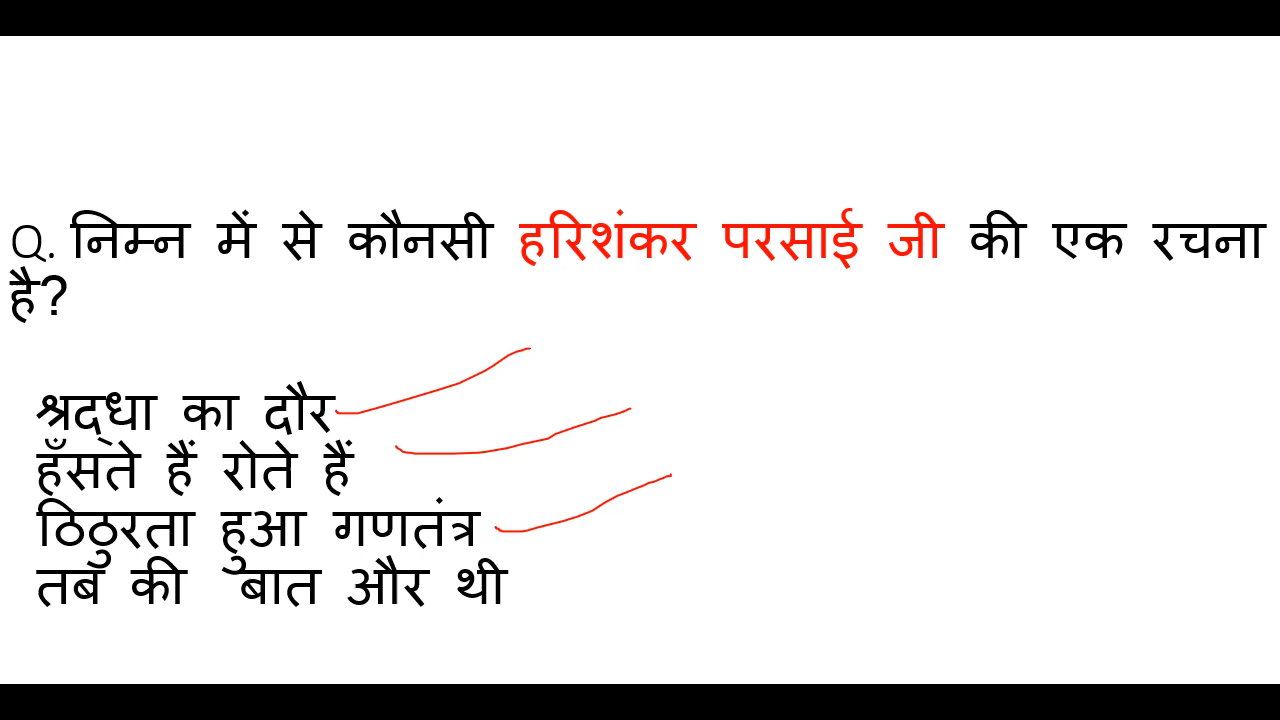 Q. निम्न में से कौनसी हरिशंकर परसाई जी की एक रचना
है?
श्रद्धा का दौर
हँसते हैं रोते हैं
ठिठुरता हुआ गणतंत्र
तब की बात और थी